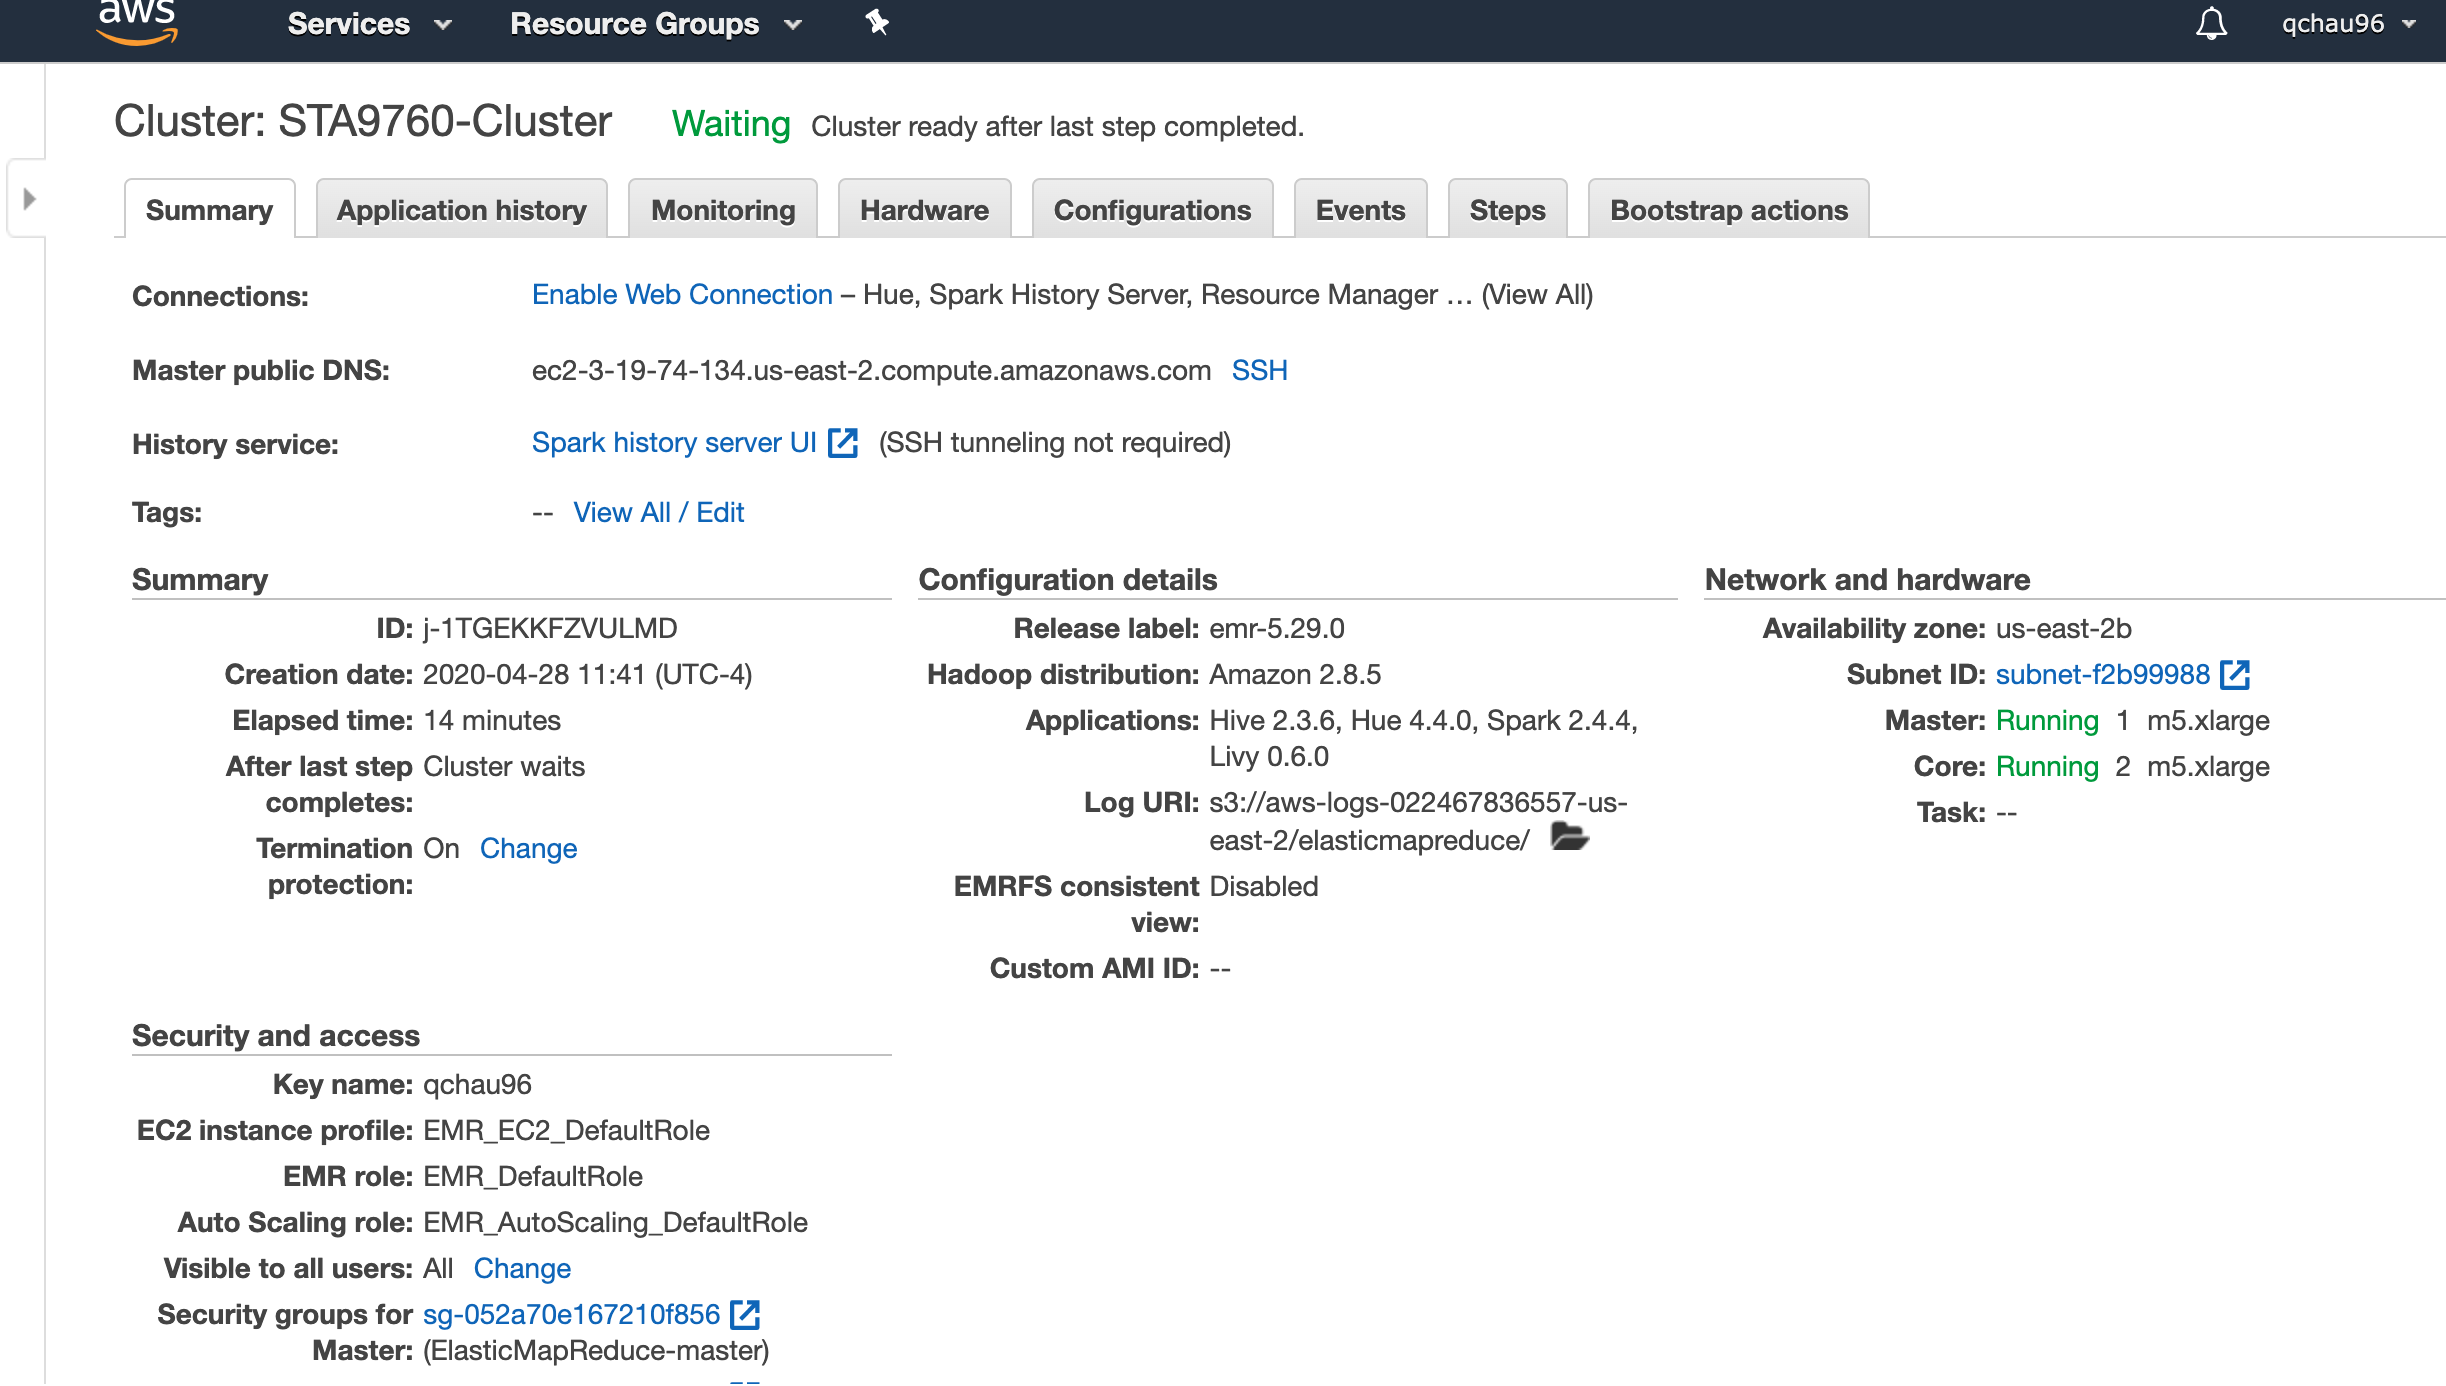 aws Services Resource Groups qchau96
Cluster: STA9760-Cluster Waiting Cluster ready after last step completed.
Summary Application history Monitoring Hardware Configurations Events Steps Bootstrap actions
Connections: Enable Web Connection – Hue, Spark History Server, Resource Manager … (View All)
Master public DNS: ec2-3-19-74-134.us-east-2.compute.amazonaws.com SSH
History service: Spark history server UI (SSH tunneling not required)
Tags: -- View All / Edit
Summary
ID: j-1TGEKKFZVULMD
Creation date: 2020-04-28 11:41 (UTC-4)
Elapsed time: 14 minutes
After last step Cluster waits
completes:
Termination On Change
protection:
Configuration details
Release label: emr-5.29.0
Hadoop distribution: Amazon 2.8.5
Applications: Hive 2.3.6, Hue 4.4.0, Spark 2.4.4,
Livy 0.6.0
Log URI: s3://aws-logs-022467836557-us-
east-2/elasticmapreduce/
EMRFS consistent Disabled
view:
Custom AMI ID: --
Network and hardware
Availability zone: us-east-2b
Subnet ID: subnet-f2b99988
Master: Running 1 m5.xlarge
Core: Running 2 m5.xlarge
Task: --
Security and access
Key name: qchau96
EC2 instance profile: EMR_EC2_DefaultRole
EMR role: EMR_DefaultRole
Auto Scaling role: EMR_AutoScaling_DefaultRole
Visible to all users: All Change
Security groups for sg-052a70e167210f856
Master: (ElasticMapReduce-master)